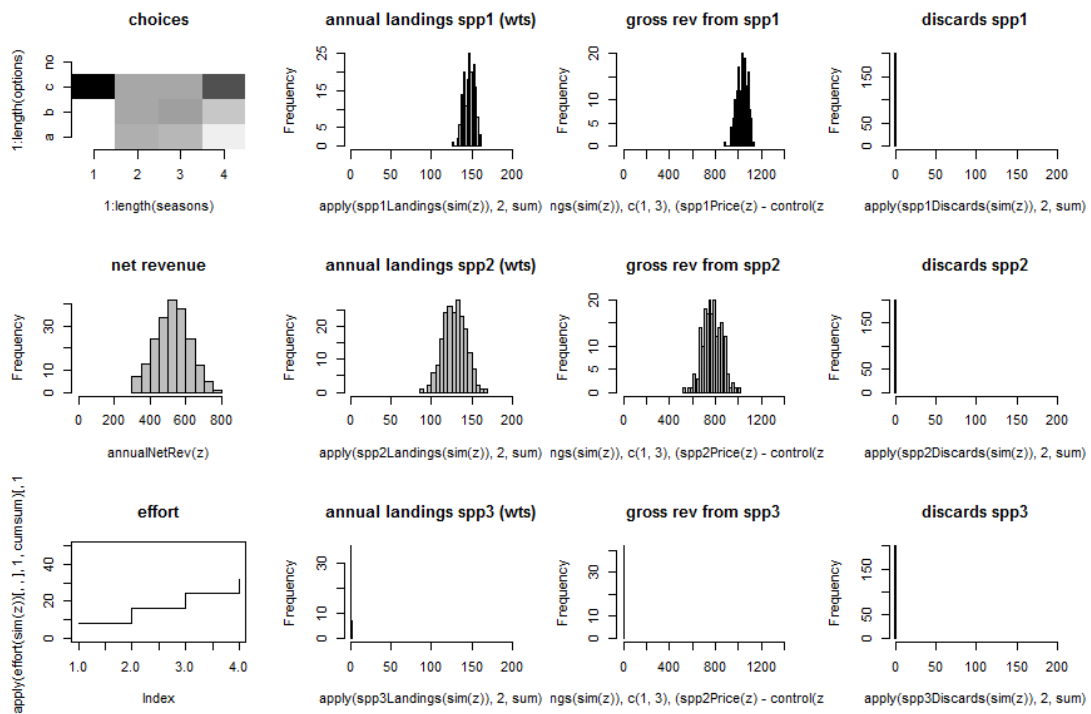 choices
1:length(options)
no
c
b
a
1 2 3 4
1:length(seasons)
annual landings spp1 (wts)
Frequency
25
15
5
0
0 50 100 150 200
apply(spp1Landings(sim(z)), 2, sum)
gross rev from spp1
Frequency
20
10
5
0
0 400 800 1200
ngs(sim(z)), c(1, 3), (spp1Price(z) - control(z
discards spp1
Frequency
150
50
0
0 50 100 150 200
apply(spp1Discards(sim(z)), 2, sum)
net revenue
Frequency
30
10
0
0 200 400 600 800
annualNetRev(z)
annual landings spp2 (wts)
Frequency
20
10
5
0
0 50 100 150 200
apply(spp2Landings(sim(z)), 2, sum)
gross rev from spp2
Frequency
20
10
5
0
0 400 800 1200
ngs(sim(z)), c(1, 3), (spp2Price(z) - control(z
discards spp2
Frequency
150
50
0
0 50 100 150 200
apply(spp2Discards(sim(z)), 2, sum)
effort
apply(effort(sim(z))[, , ], 1, cumsum)[, 1
40
20
0
1.0 2.0 3.0 4.0
Index
annual landings spp3 (wts)
Frequency
30
10
0
0 50 100 150 200
apply(spp3Landings(sim(z)), 2, sum)
gross rev from spp3
Frequency
40
20
0
0 400 800 1200
ngs(sim(z)), c(1, 3), (spp2Price(z) - control(z
discards spp3
Frequency
150
50
0
0 50 100 150 200
apply(spp3Discards(sim(z)), 2, sum)